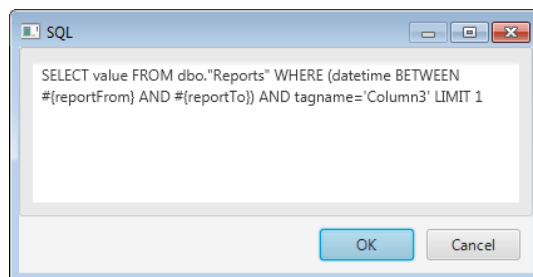 SQL
SELECT value FROM dbo."Reports" WHERE (datetime BETWEEN
#{reportFrom} AND #{reportTo}) AND tagname='Column3' LIMIT 1
OK Cancel